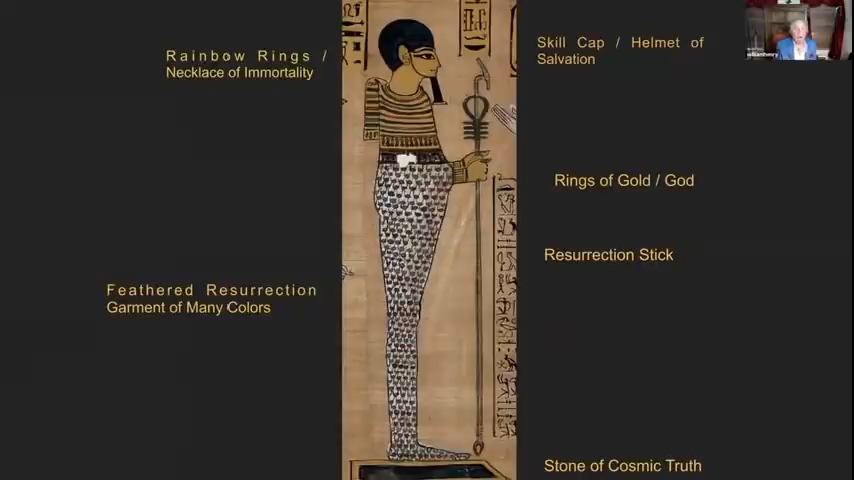 Rainbow Rings /
Necklace of Immortality
Skill Cap / Helmet of
Salvation
Rings of Gold / God
Resurrection Stick
Feathered Resurrection
Garment of Many Colors
Stone of Cosmic Truth